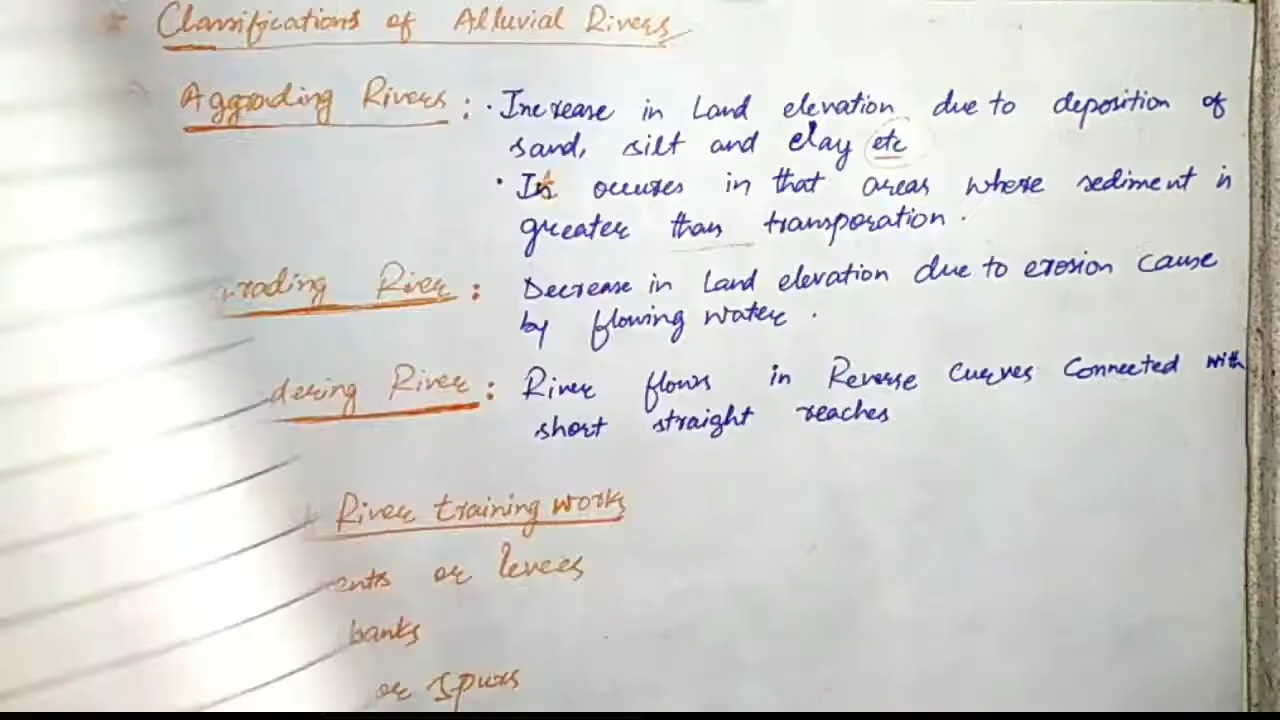 Classifications of Alluvial Rivers
Aggrading Rivers : • Increase in Land elevation due to deposition of
sand, silt and clay etc
• It occures in that areas where sediment is
greater than transporation.
rading River : Decrease in Land elevation due to erosion cause
by flowing water.
dering River : River flows in Reverse curves Connected with
short straight reaches
River training works
ents or levees
banks
or spurs